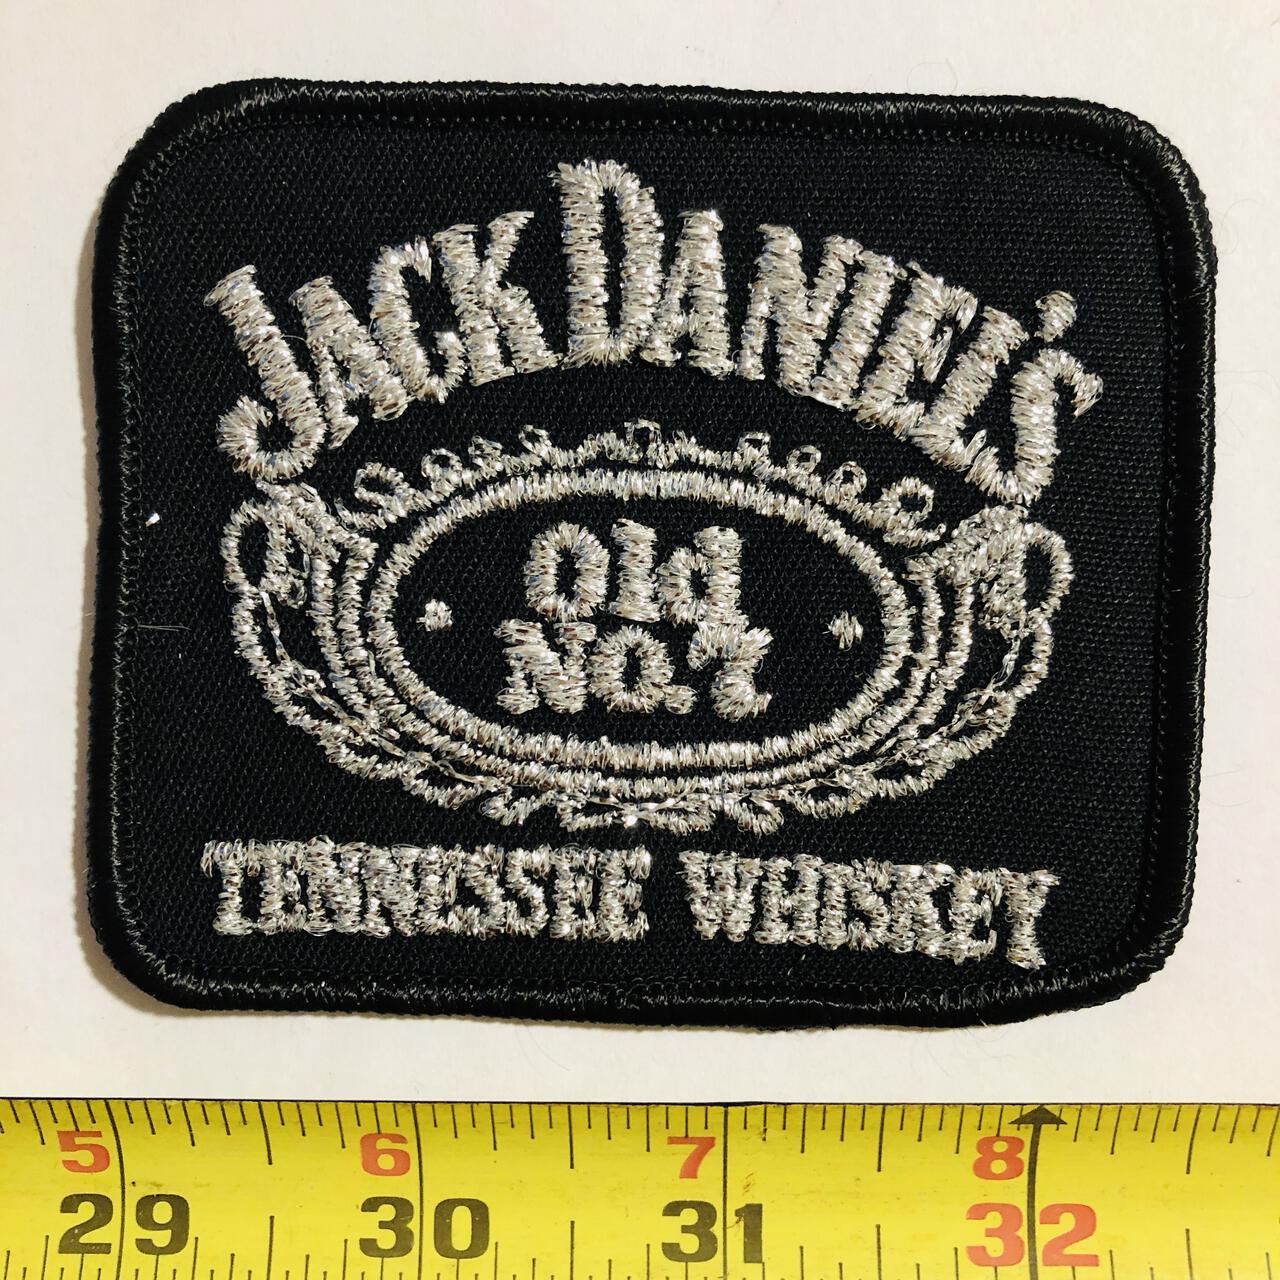 JACK DANIEL'S
Old
No.7
TENNESSEE WHISKEY
5 6 7 8
29 30 31 32